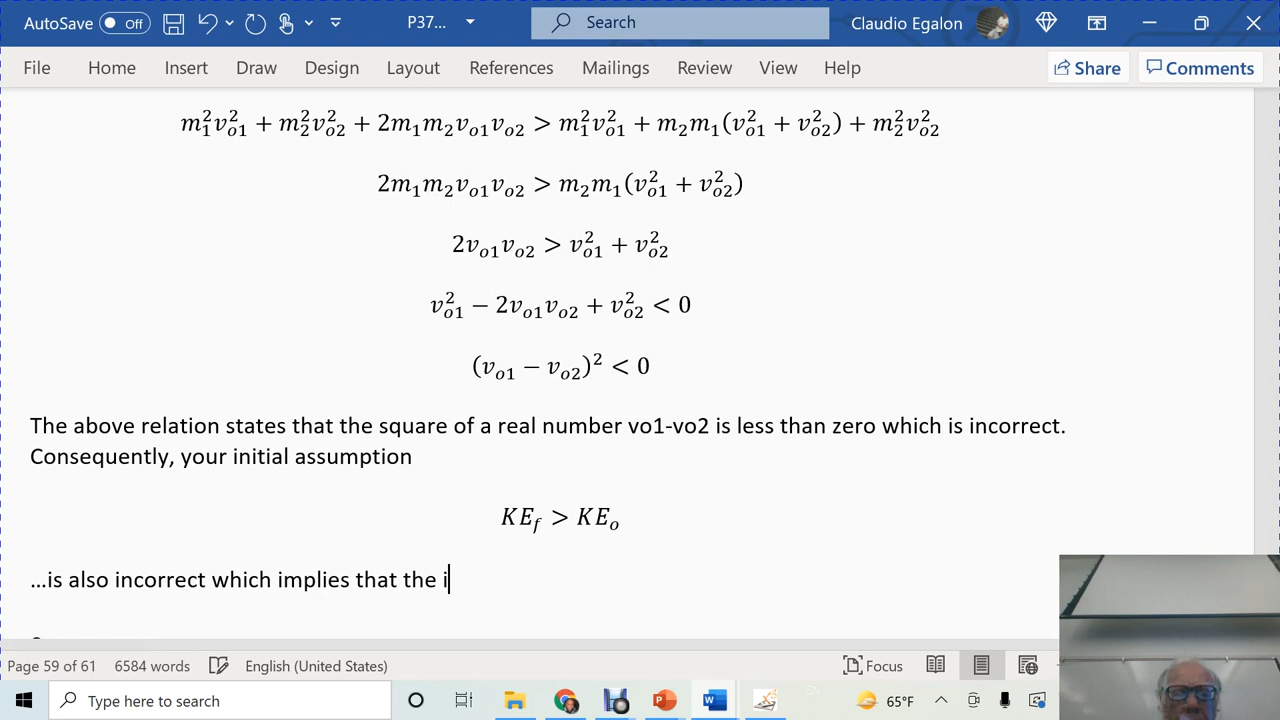 AutoSave Off P37... Search Claudio Egalon
File Home Insert Draw Design Layout References Mailings Review View Help Share Comments
m₁²v²ₒ₁ + m₂²v²ₒ₂ + 2m₁m₂vₒ₁vₒ₂ > m₁²v²ₒ₁ + m₂m₁(v²ₒ₁ + v²ₒ₂) + m₂²v²ₒ₂
2m₁m₂vₒ₁vₒ₂ > m₂m₁(v²ₒ₁ + v²ₒ₂)
2vₒ₁vₒ₂ > v²ₒ₁ + v²ₒ₂
v²ₒ₁ − 2vₒ₁vₒ₂ + v²ₒ₂ < 0
(vₒ₁ − vₒ₂)² < 0
The above relation states that the square of a real number vo1-vo2 is less than zero which is incorrect.
Consequently, your initial assumption
KE_f > KEₒ
...is also incorrect which implies that the i
Page 59 of 61 6584 words English (United States) Focus
Type here to search 65°F